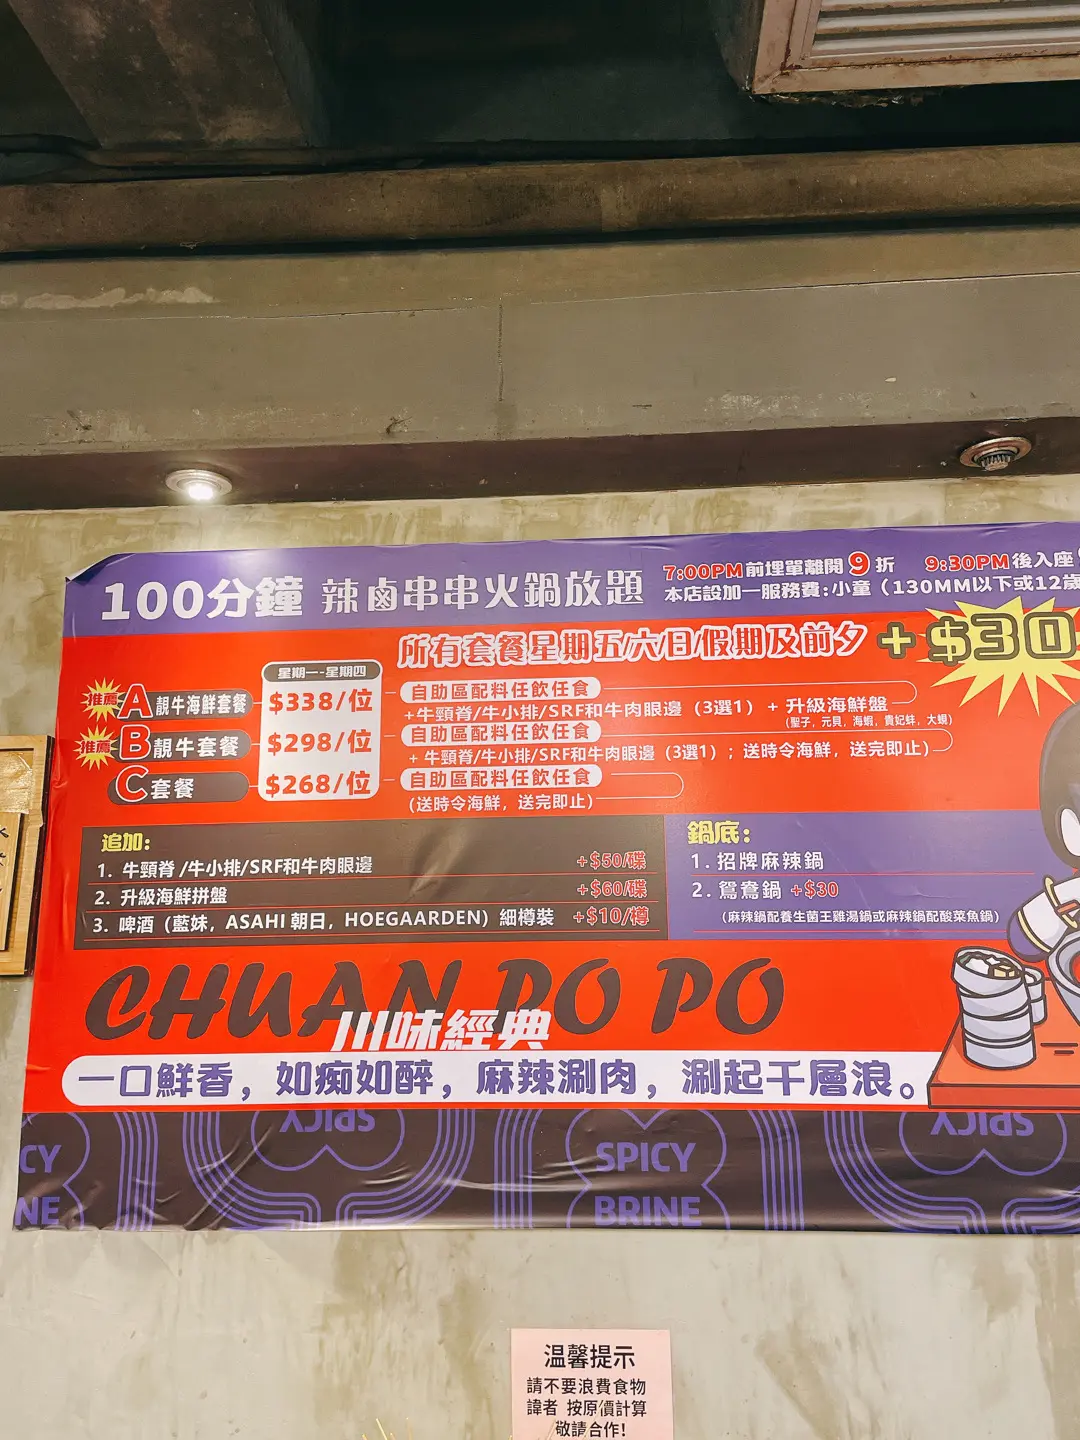 100分鐘 辣鹵串串火鍋放題
7:00PM前埋單離開9折 9:30PM後入座
本店設加一服務費:小童（130MM以下或12歲
所有套餐星期五/六日/假期及前夕 + $30
星期一-星期四
推薦 A 靚牛海鮮套餐 $338/位 自助區配料任飲任食
+牛頸脊/牛小排/SRF和牛肉眼邊（3選1）+ 升級海鮮盤
(聖子, 元貝, 海蝦, 貴妃蚌, 大蜆)
推薦 B 靚牛套餐 $298/位 自助區配料任飲任食
+ 牛頸脊/牛小排/SRF和牛肉眼邊（3選1）; 送時令海鮮, 送完即止)
C 套餐 $268/位 自助區配料任飲任食
(送時令海鮮, 送完即止)
追加:
1. 牛頸脊/牛小排/SRF和牛肉眼邊 +$50/碟
2. 升級海鮮拼盤 +$60/碟
3. 啤酒（藍妹, ASAHI 朝日, HOEGAARDEN）細樽裝 +$10/樽
鍋底:
1. 招牌麻辣鍋
2. 鴛鴦鍋 +$30
(麻辣鍋配養生菌王雞湯鍋或麻辣鍋配酸菜魚鍋)
CHUAN PO PO
川味經典
一口鮮香, 如痴如醉, 麻辣涮肉, 涮起千層浪。
SPICY
CY
SPICY
SPICY
NE
BRINE
温馨提示
請不要浪費食物
諱者 按原價計算
敬請合作!